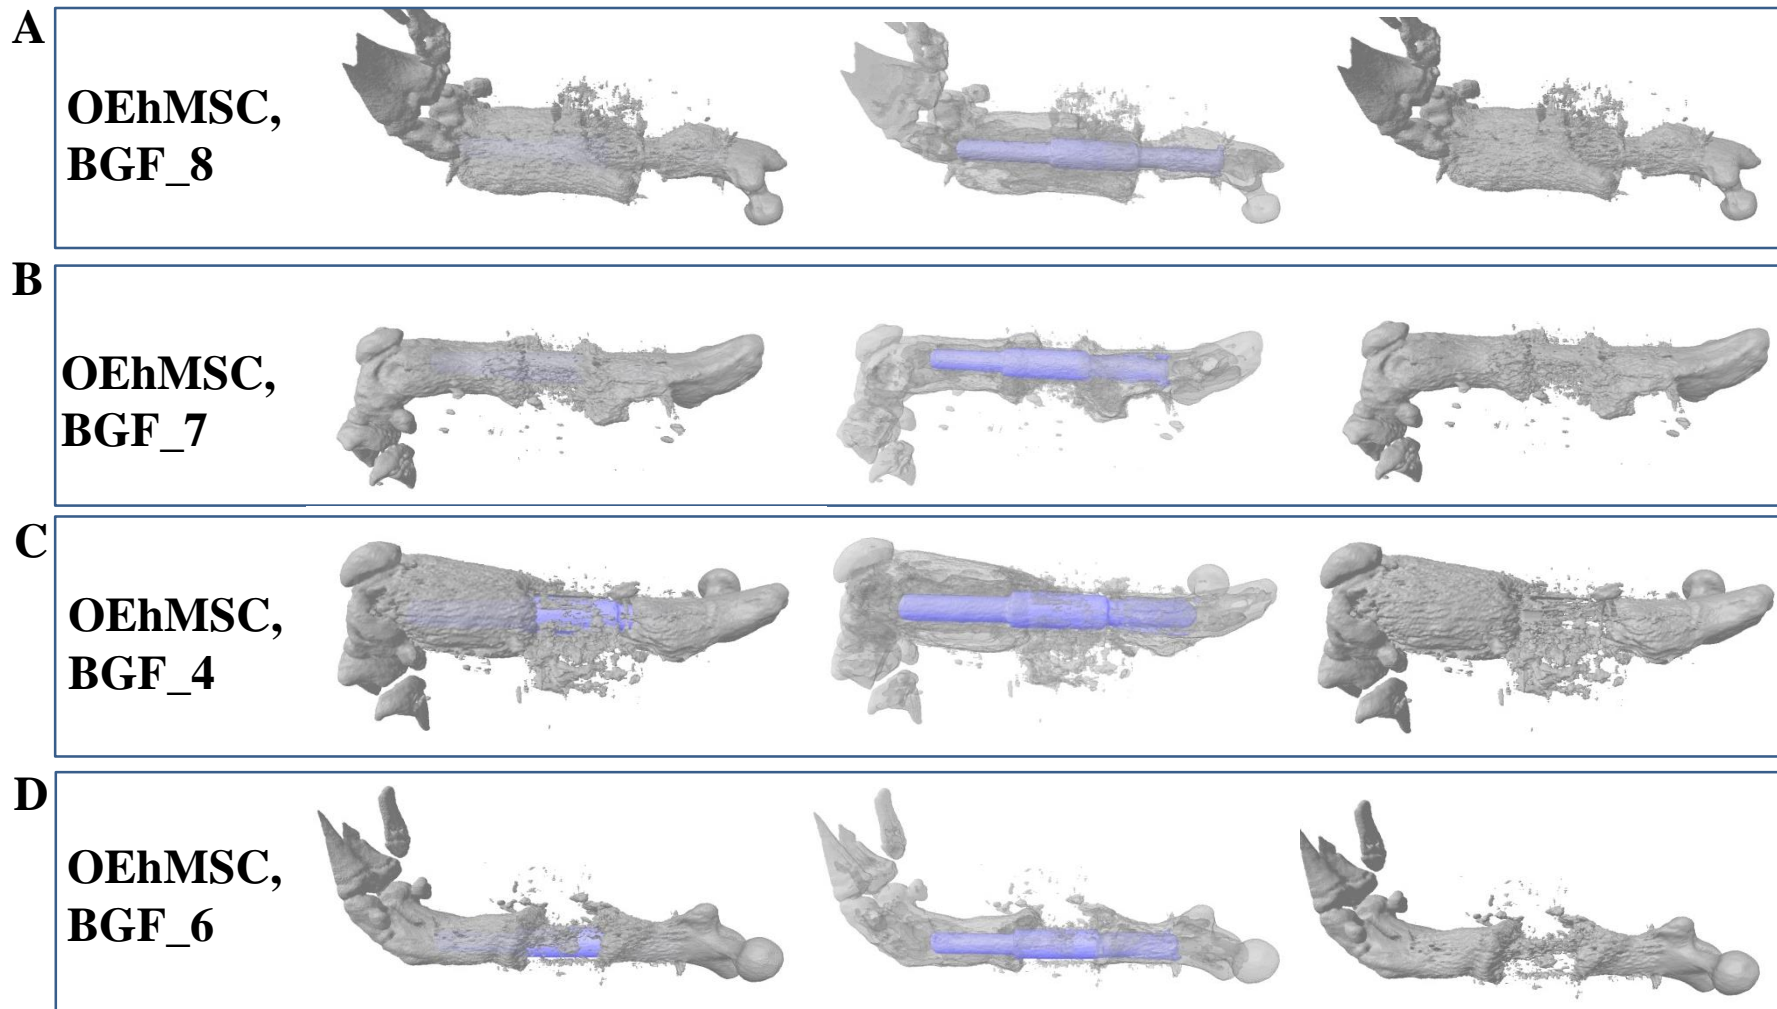 A
OEhMSC,
BGF_8
B
OEhMSC,
BGF_7
C
OEhMSC,
BGF_4
D
OEhMSC,
BGF_6